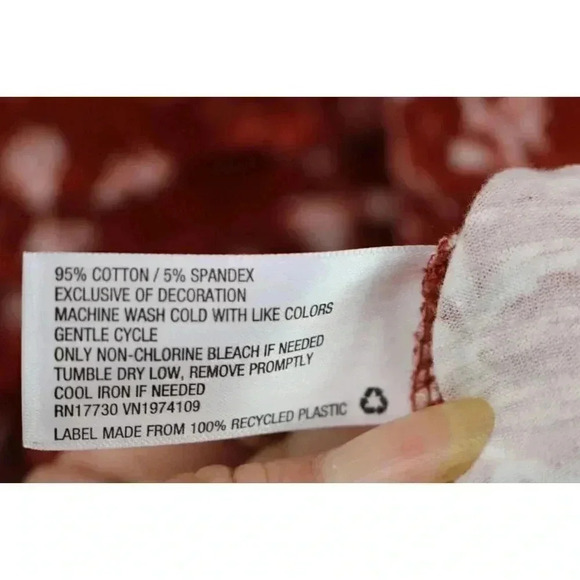 95% COTTON / 5% SPANDEX
EXCLUSIVE OF DECORATION
MACHINE WASH COLD WITH LIKE COLORS
GENTLE CYCLE
ONLY NON-CHLORINE BLEACH IF NEEDED
TUMBLE DRY LOW, REMOVE PROMPTLY
COOL IRON IF NEEDED
RN17730 VN1974109
LABEL MADE FROM 100% RECYCLED PLASTIC